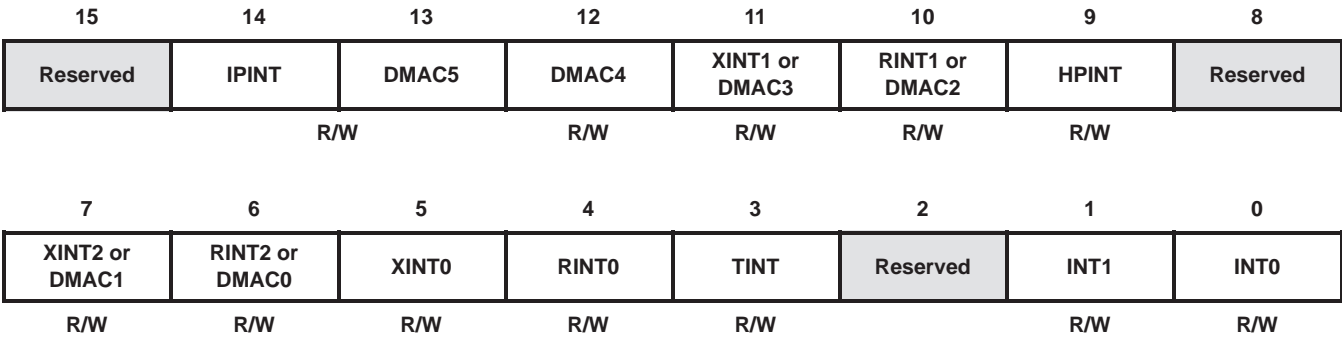 15 14 13 12 11 10 9 8
Reserved IPINT DMAC5 DMAC4 XINT1 or DMAC3 RINT1 or DMAC2 HPINT Reserved
R/W R/W R/W R/W R/W
7 6 5 4 3 2 1 0
XINT2 or DMAC1 RINT2 or DMAC0 XINT0 RINT0 TINT Reserved INT1 INT0
R/W R/W R/W R/W R/W R/W R/W